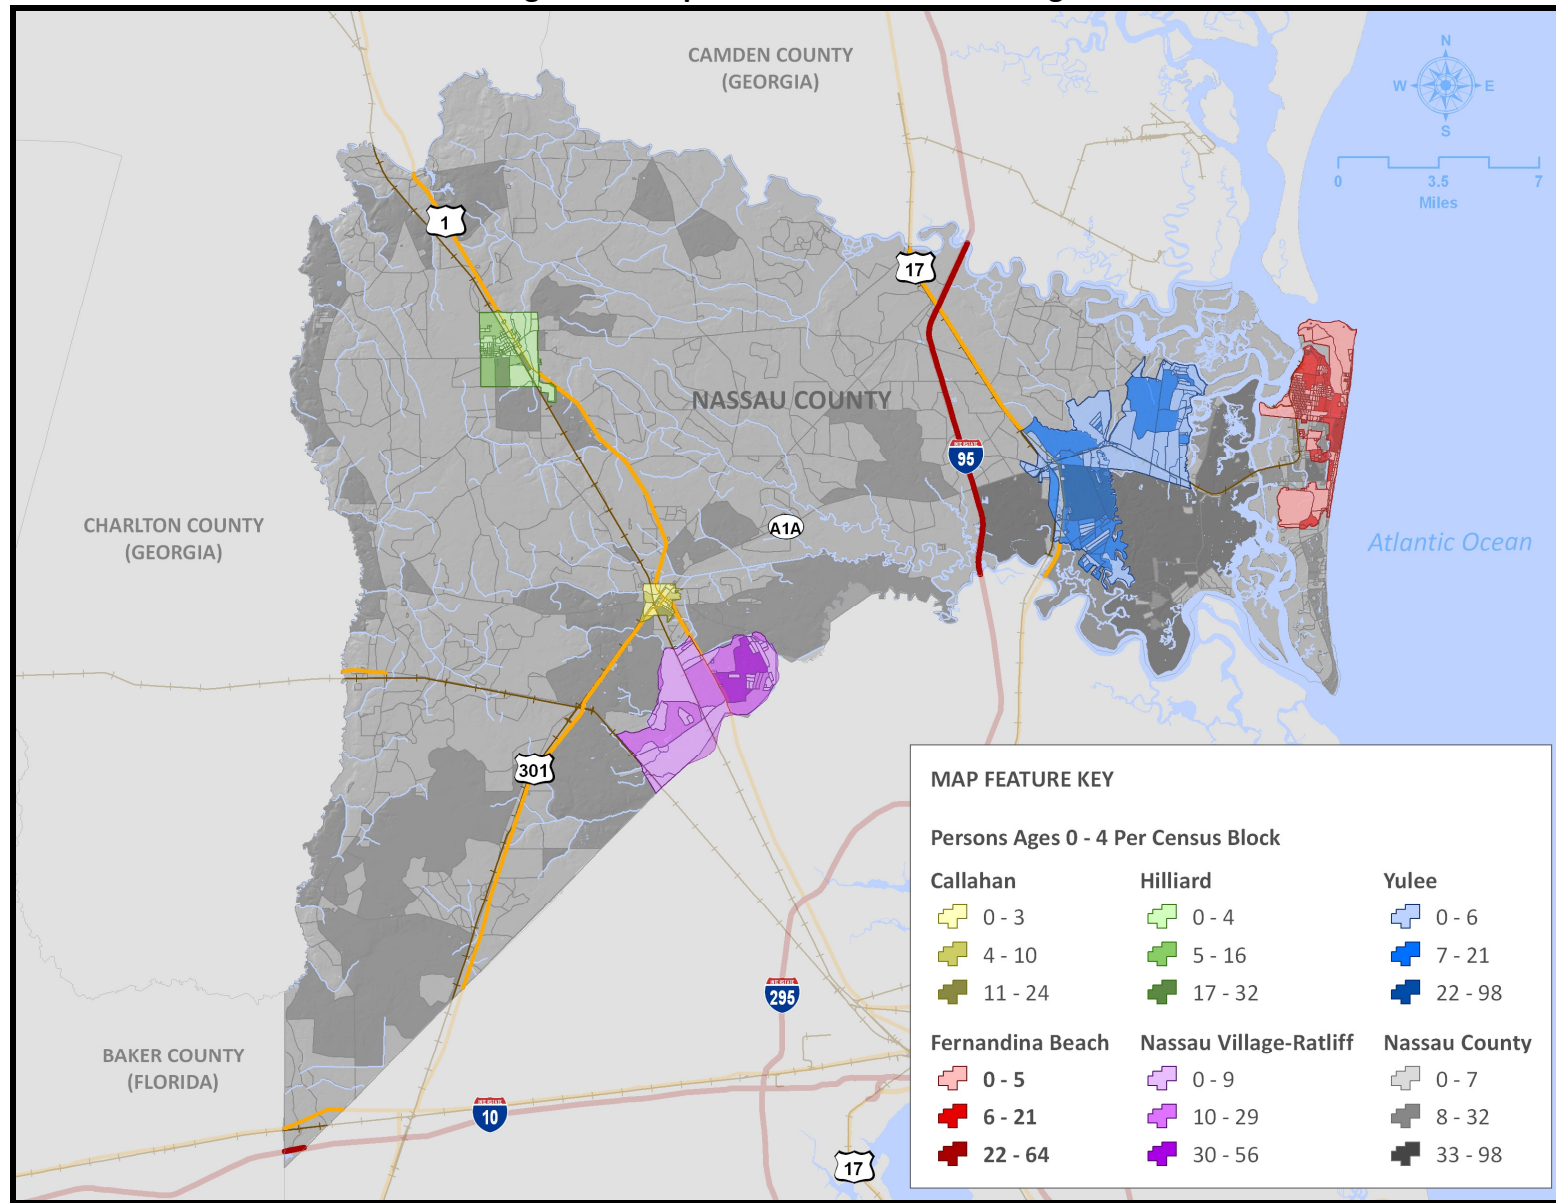 CAMDEN COUNTY
(GEORGIA)
N
W
E
S
0
3.5
7
Miles
1
17
NASSAU COUNTY
95
CHARLTON COUNTY
(GEORGIA)
A1A
Atlantic Ocean
301
295
BAKER COUNTY
(FLORIDA)
10
17
MAP FEATURE KEY
Persons Ages 0 - 4 Per Census Block
Callahan
0 - 3
4 - 10
11 - 24
Hilliard
0 - 4
5 - 16
17 - 32
Yulee
0 - 6
7 - 21
22 - 98
Fernandina Beach
0 - 5
6 - 21
22 - 64
Nassau Village-Ratliff
0 - 9
10 - 29
30 - 56
Nassau County
0 - 7
8 - 32
33 - 98